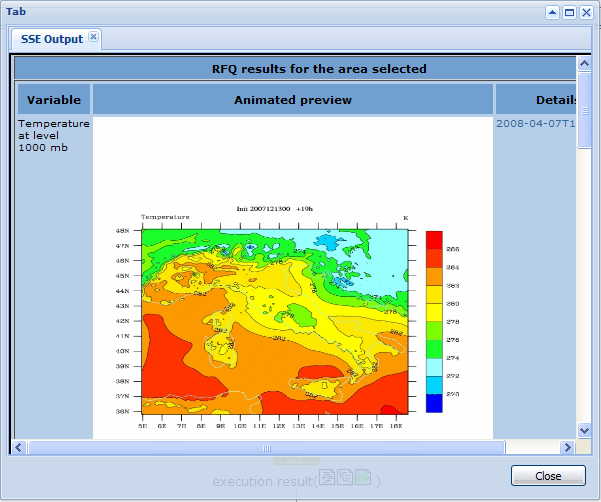 Tab
SSE Output
RFQ results for the area selected
Variable Animated preview Details
Temperature at level 1000 mb
2008-04-07T1
Init 2007121300 +19h
Temperature K
48N
47N
46N
45N
44N
43N
42N
41N
40N
39N
38N
37N
36N
5E 6E 7E 8E 9E 10E 11E 12E 13E 14E 15E 16E 17E 18E
286
284
282
280
278
276
274
272
270
execution result( )
Close